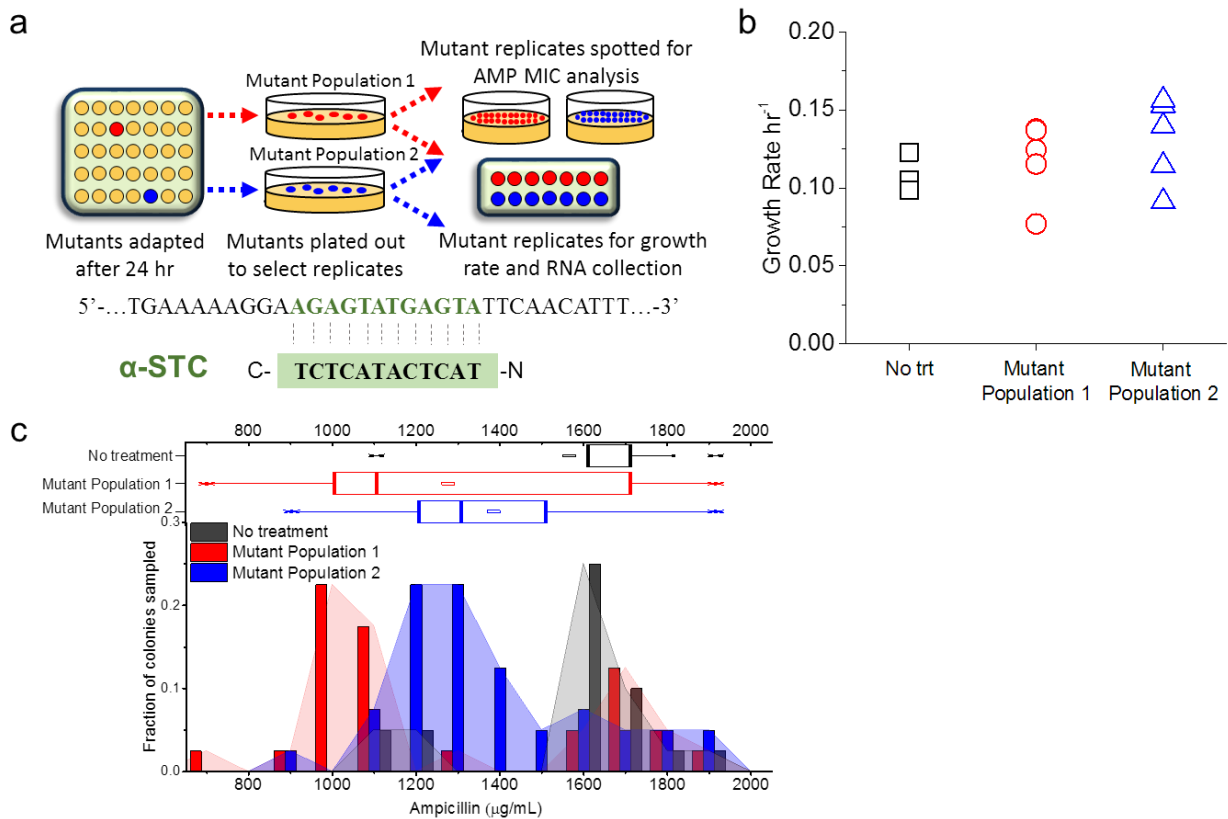 a
Mutant Population 1
Mutant Population 2
Mutants adapted
after 24 hr
Mutants plated out
to select replicates
Mutant replicates spotted for
AMP MIC analysis
Mutant replicates for growth
rate and RNA collection
5’-…TGAAAAAGGAAGAGTATGAGTATTCAACATTT…-3’
α-STC C- TCTCATACTCAT -N
b
Growth Rate hr-1
0.20
0.15
0.10
0.05
0.00
No trt
Mutant
Population 1
Mutant
Population 2
c
800 1000 1200 1400 1600 1800 2000
No treatment
Mutant Population 1
Mutant Population 2
0.3
0.1
0.0
Fraction of colonies sampled
No treatment
Mutant Population 1
Mutant Population 2
800 1000 1200 1400 1600 1800 2000
Ampicillin (μg/mL)